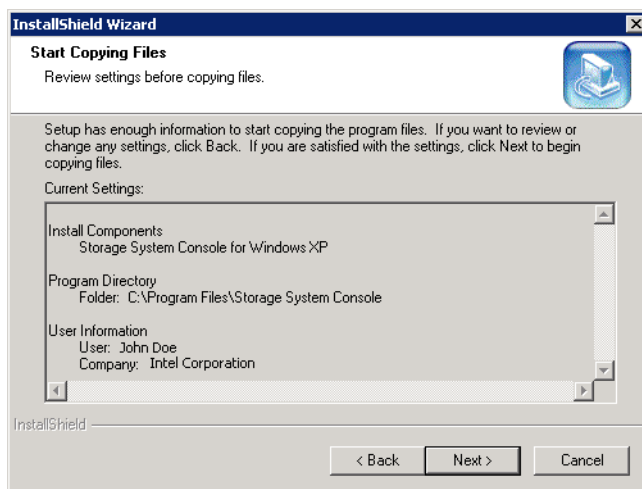 InstallShield Wizard
Start Copying Files
Review settings before copying files.
Setup has enough information to start copying the program files. If you want to review or
change any settings, click Back. If you are satisfied with the settings, click Next to begin
copying files.
Current Settings:
Install Components
Storage System Console for Windows XP
Program Directory
Folder: C:\Program Files\Storage System Console
User Information
User: John Doe
Company: Intel Corporation
InstallShield
< Back
Next >
Cancel